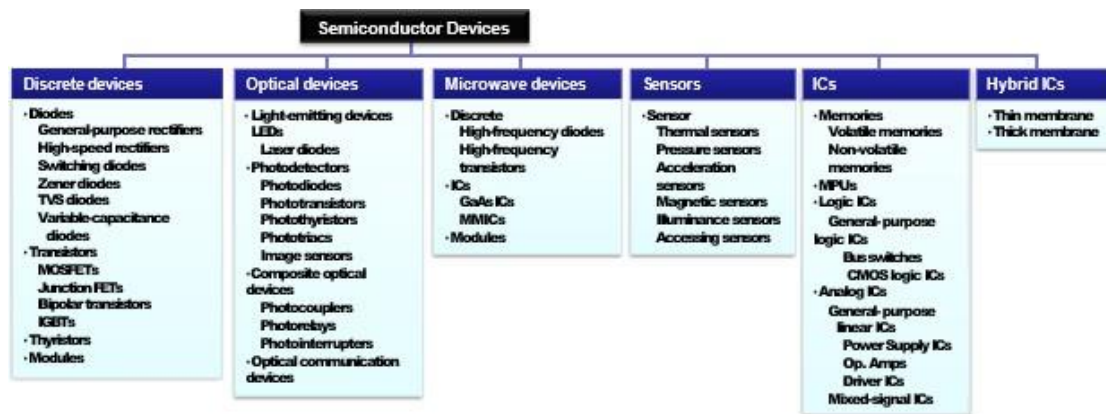 Semiconductor Devices
Discrete devices
· Diodes
General-purpose rectifiers
High-speed rectifiers
Switching diodes
Zener diodes
TVS diodes
Variable-capacitance
diodes
· Transistors
MOSFETs
Junction FETs
Bipolar transistors
IGBTs
· Thyristors
· Modules
Optical devices
· Light-emitting devices
LEDs
Laser diodes
· Photodetectors
Photodiodes
Phototransistors
Photothyristors
Phototriacs
Image sensors
· Composite optical
devices
Photocouplers
Photorelays
Photointerrupters
· Optical communication
devices
Microwave devices
· Discrete
High-frequency diodes
High-frequency
transistors
· ICs
GaAs ICs
MMICs
· Modules
Sensors
· Sensor
Thermal sensors
Pressure sensors
Acceleration
sensors
Magnetic sensors
Illuminance sensors
Accessing sensors
ICs
· Memories
Volatile memories
Non-volatile
memories
· MPUs
· Logic ICs
General-purpose
logic ICs
Bus switches
CMOS logic ICs
· Analog ICs
General- purpose
linear ICs
Power Supply ICs
Op. Amps
Driver ICs
Mixed-signal ICs
Hybrid ICs
· Thin membrane
· Thick membrane